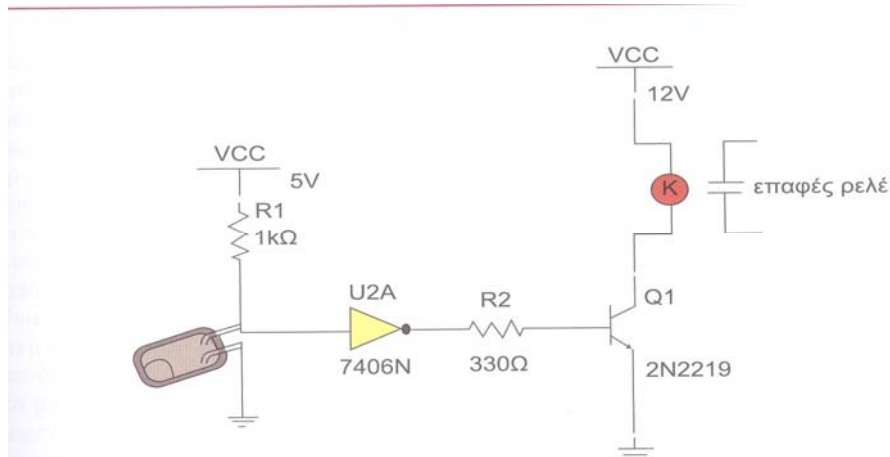 VCC
12V
VCC
5V
R1
1kΩ
K
επαφές ρελέ
U2A
7406N
R2
330Ω
Q1
2N2219